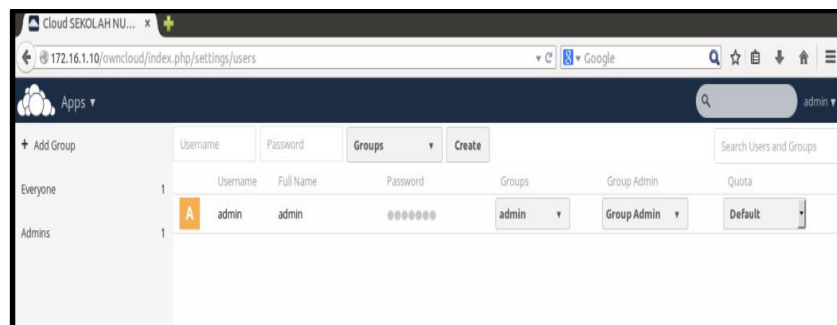 Cloud SEKOLAH NU...
172.16.1.10/owncloud/index.php/settings/users
Google
Apps
admin
+ Add Group
Username
Password
Groups
Create
Search Users and Groups
Everyone 1
Username Full Name Password Groups Group Admin Quota
A admin admin admin Group Admin Default
Admins 1